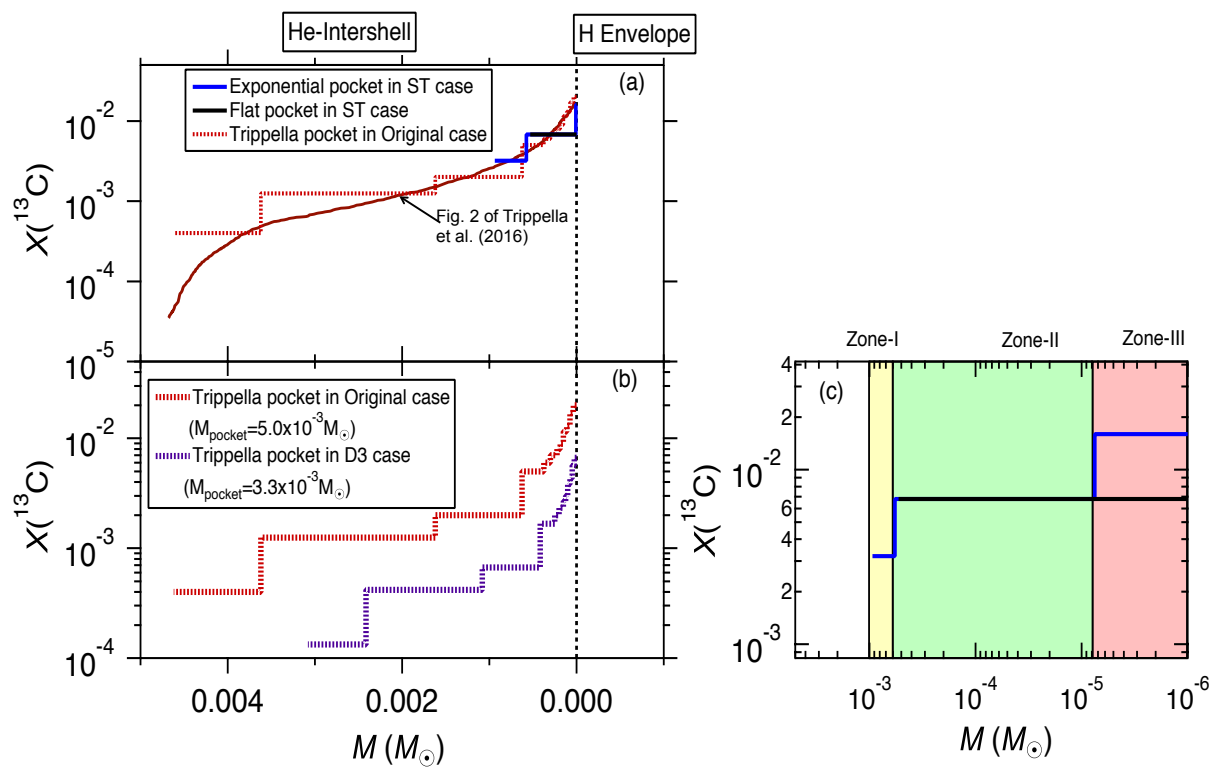 He-Intershell
H Envelope
(a)
Exponential pocket in ST case
Flat pocket in ST case
Trippella pocket in Original case
10⁻²
10⁻³
10⁻⁴
10⁻⁵
X(¹³C)
Fig. 2 of Trippella
et al. (2016)
(b)
Trippella pocket in Original case
(M_pocket=5.0x10⁻³M☉)
Trippella pocket in D3 case
(M_pocket=3.3x10⁻³M☉)
10⁻¹
10⁻²
10⁻³
10⁻⁴
X(¹³C)
0.004
0.002
0.000
M (M☉)
Zone-I
Zone-II
Zone-III
(c)
4
2
10⁻²
6
4
2
10⁻³
X(¹³C)
10⁻³
10⁻⁴
10⁻⁵
10⁻⁶
M (M☉)